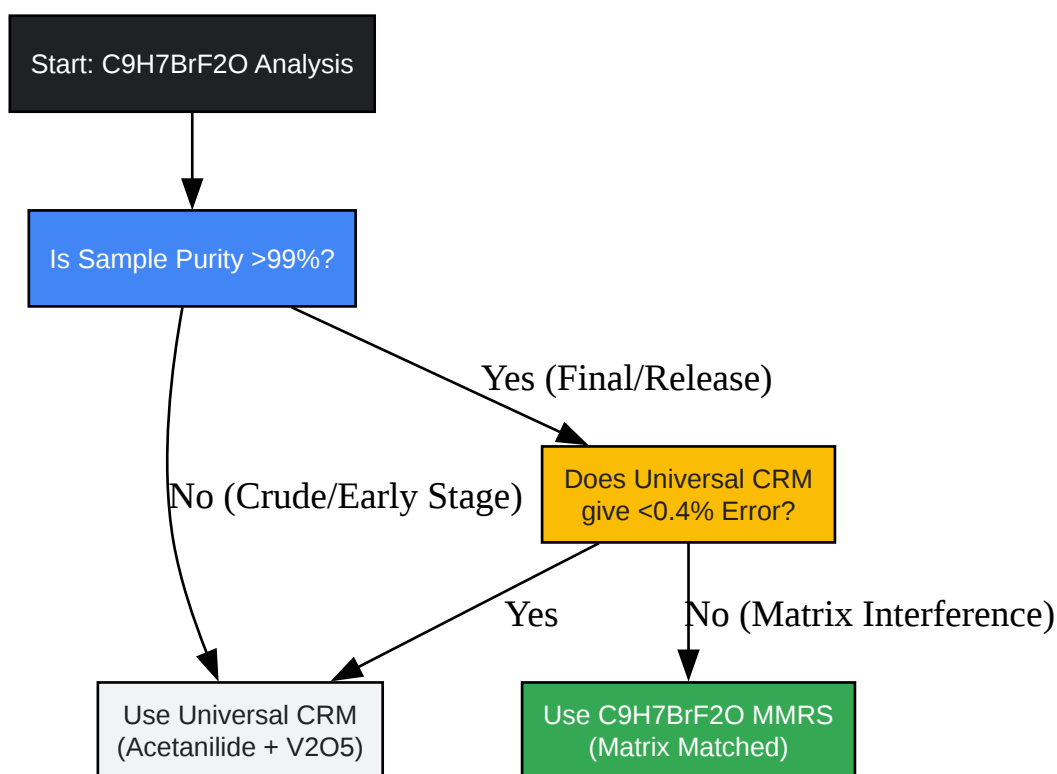 Start: C9H7BrF2O Analysis
Is Sample Purity >99%?
Yes (Final/Release)
No (Crude/Early Stage)
Does Universal CRM
give <0.4% Error?
Yes
No (Matrix Interference)
Use Universal CRM
(Acetanilide + V2O5)
Use C9H7BrF2O MMRS
(Matrix Matched)